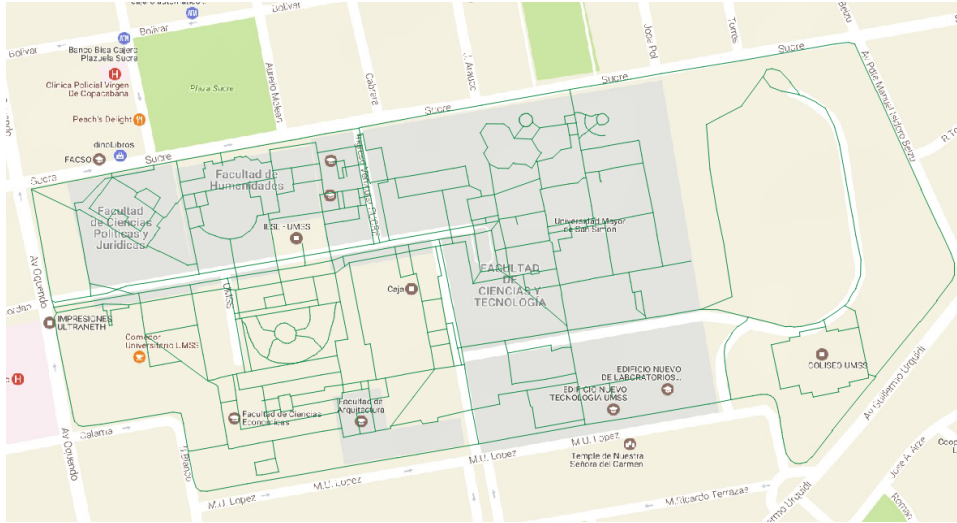 Bolivar
Bolivar
Banco Bisa Cajero
Plazuela Sucre
Clinica Policial Virgen
De Copacabana
Peach's Delight
Plaza Sucre
Aurelio Melean
Cabrera
J. Arauco
Jose Pol
Torres
Av Pdte Manuel Isidoro Belzu
Sucre
Sucre
dinoLibros
FACSO
Sucre
Sucre
Facultad de
Humanidades
Facultad
de Ciencias
Políticas y
Jurídicas
IESE - UMSS
Universidad Mayor
de San Simon
FACULTAD
DE
CIENCIAS Y
TECNOLOGÍA
Caja
UMSS
Av Oquendo
IMPRESIONES
ULTRANETH
Comedor
Universitario UMSS
COLISEO UMSS
EDIFICIO NUEVO
DE LABORATORIOS...
EDIFICIO NUEVO
TECNOLOGÍA UMSS
Facultad de
Arquitectura
Facultad de Ciencias
Económicas
Av Guillermo Urquidi
Calama
Av Oquendo
M.U. Lopez
M.U. Lopez
M.U. Lopez
M.U. Lopez
Temple de Nuestra
Señora del Carmen
M.Ricardo Terrazas
Jose A. Arze